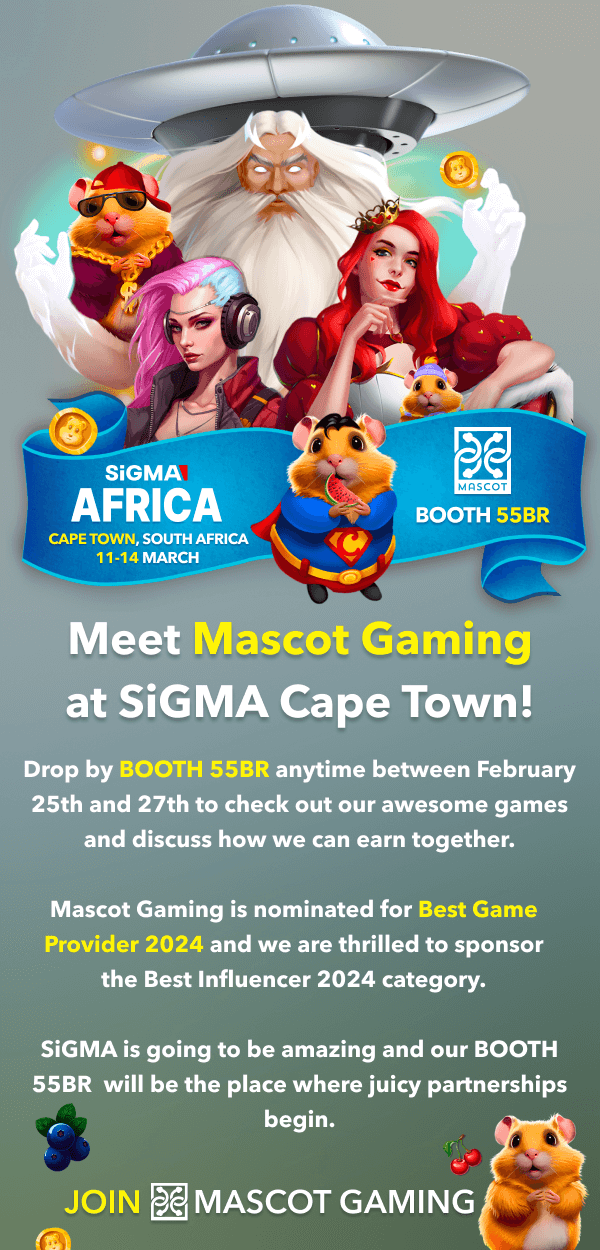 SiGMA
AFRICA
CAPE TOWN, SOUTH AFRICA
11-14 MARCH
MASCOT
BOOTH 55BR
Meet Mascot Gaming
at SiGMA Cape Town!
Drop by BOOTH 55BR anytime between February
25th and 27th to check out our awesome games
and discuss how we can earn together.
Mascot Gaming is nominated for Best Game
Provider 2024 and we are thrilled to sponsor
the Best Influencer 2024 category.
SiGMA is going to be amazing and our BOOTH
55BR will be the place where juicy partnerships
begin.
JOIN MASCOT GAMING